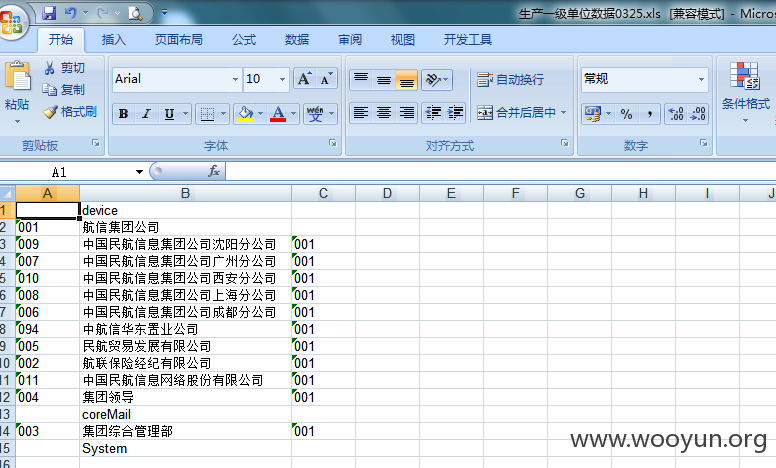 生产一级单位数据0325.xls [兼容模式] - Micros
开始 插入 页面布局 公式 数据 审阅 视图 开发工具
粘贴 剪切 复制 格式刷 剪贴板
Arial 10 A A B I U A wén 字体
自动换行 合并后居中 对齐方式
常规 % , .0 .00 .00 .0 数字
条件格式
A1 fx
A B C D E F G H I J
1 device
2 001 航信集团公司
3 009 中国民航信息集团公司沈阳分公司 001
4 007 中国民航信息集团公司广州分公司 001
5 010 中国民航信息集团公司西安分公司 001
6 008 中国民航信息集团公司上海分公司 001
7 006 中国民航信息集团公司成都分公司 001
8 094 中航信华东置业公司 001
9 005 民航贸易发展有限公司 001
10 002 航联保险经纪有限公司 001
11 011 中国民航信息网络股份有限公司 001
12 004 集团领导 001
13 coreMail
14 003 集团综合管理部 001
15 System
16
www.wooyun.org